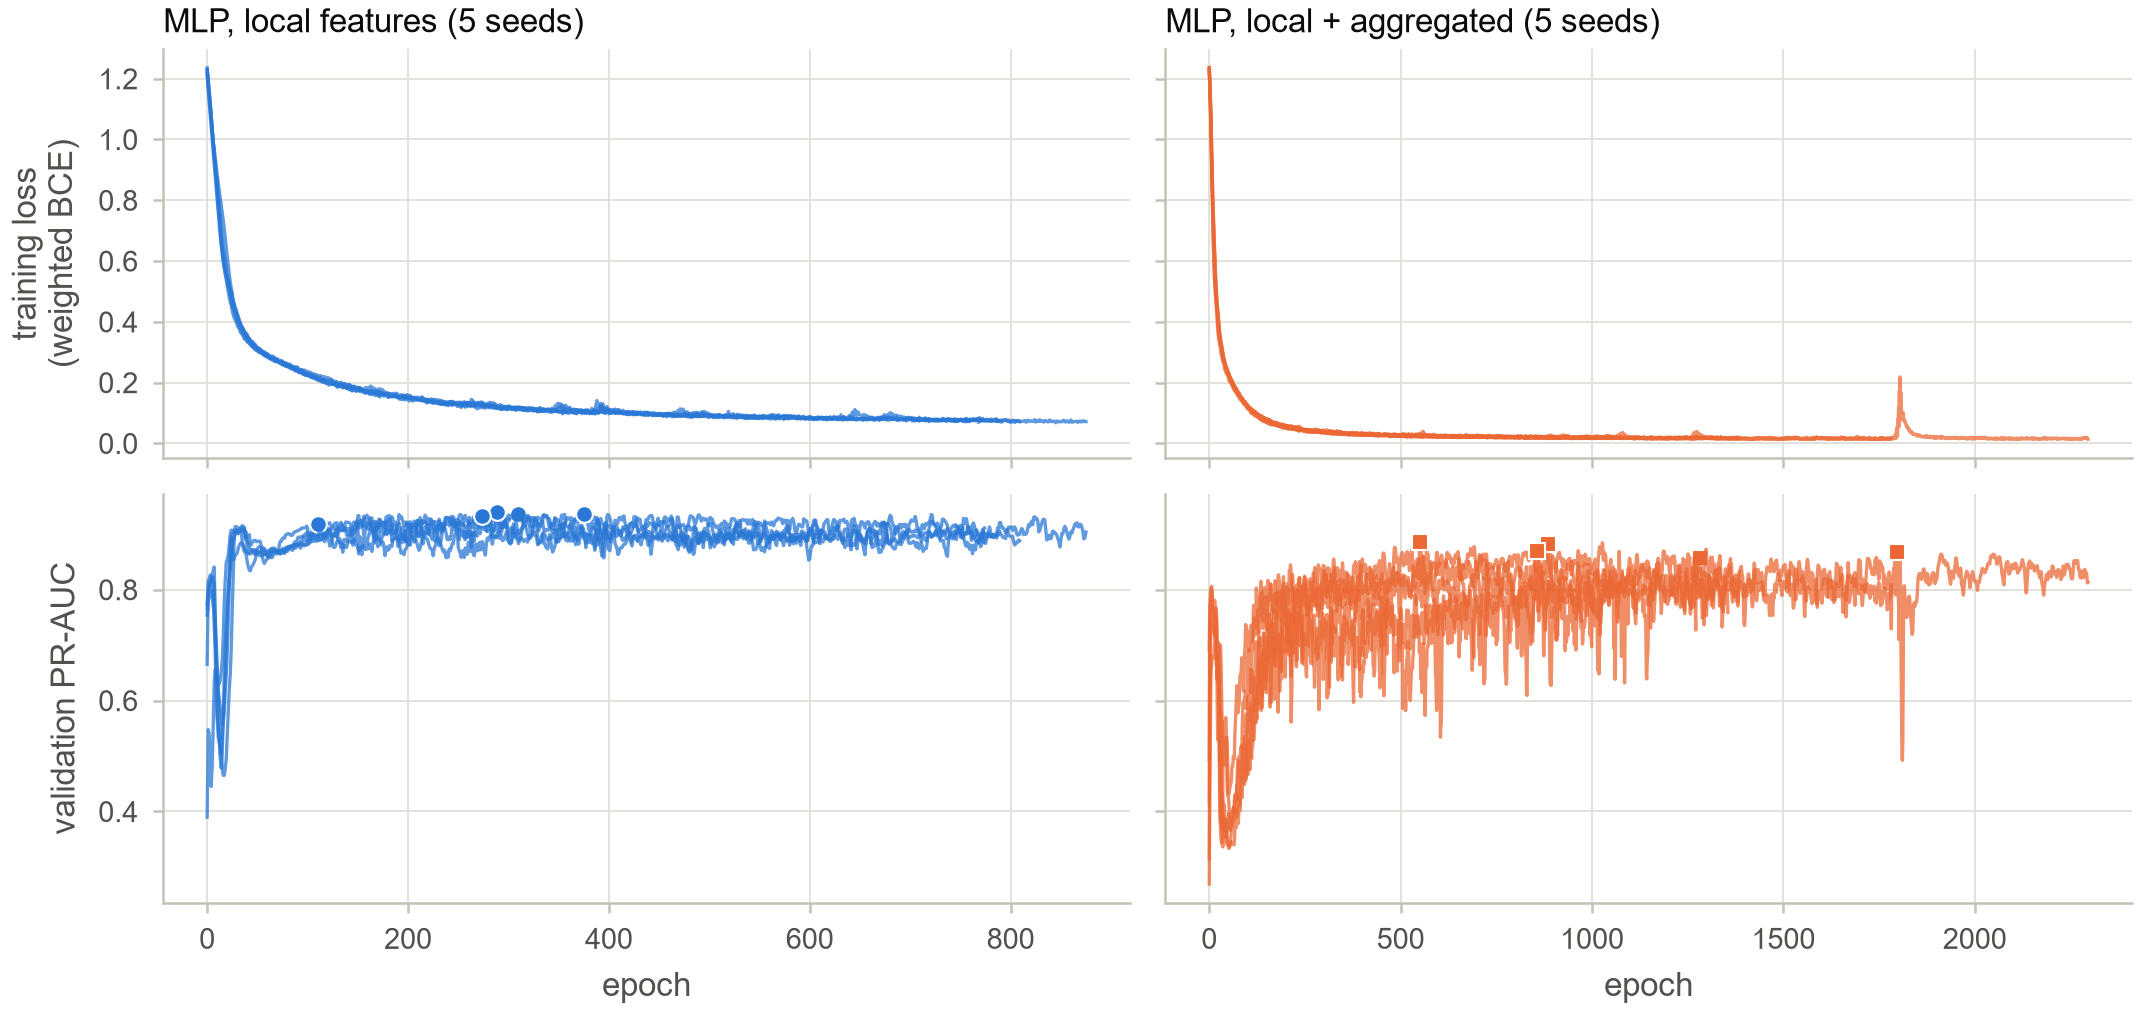 MLP, local features (5 seeds)
MLP, local + aggregated (5 seeds)
training loss
(weighted BCE)
1.2
1.0
0.8
0.6
0.4
0.2
0.0
validation PR-AUC
0.8
0.6
0.4
0 200 400 600 800
0 500 1000 1500 2000
epoch
epoch